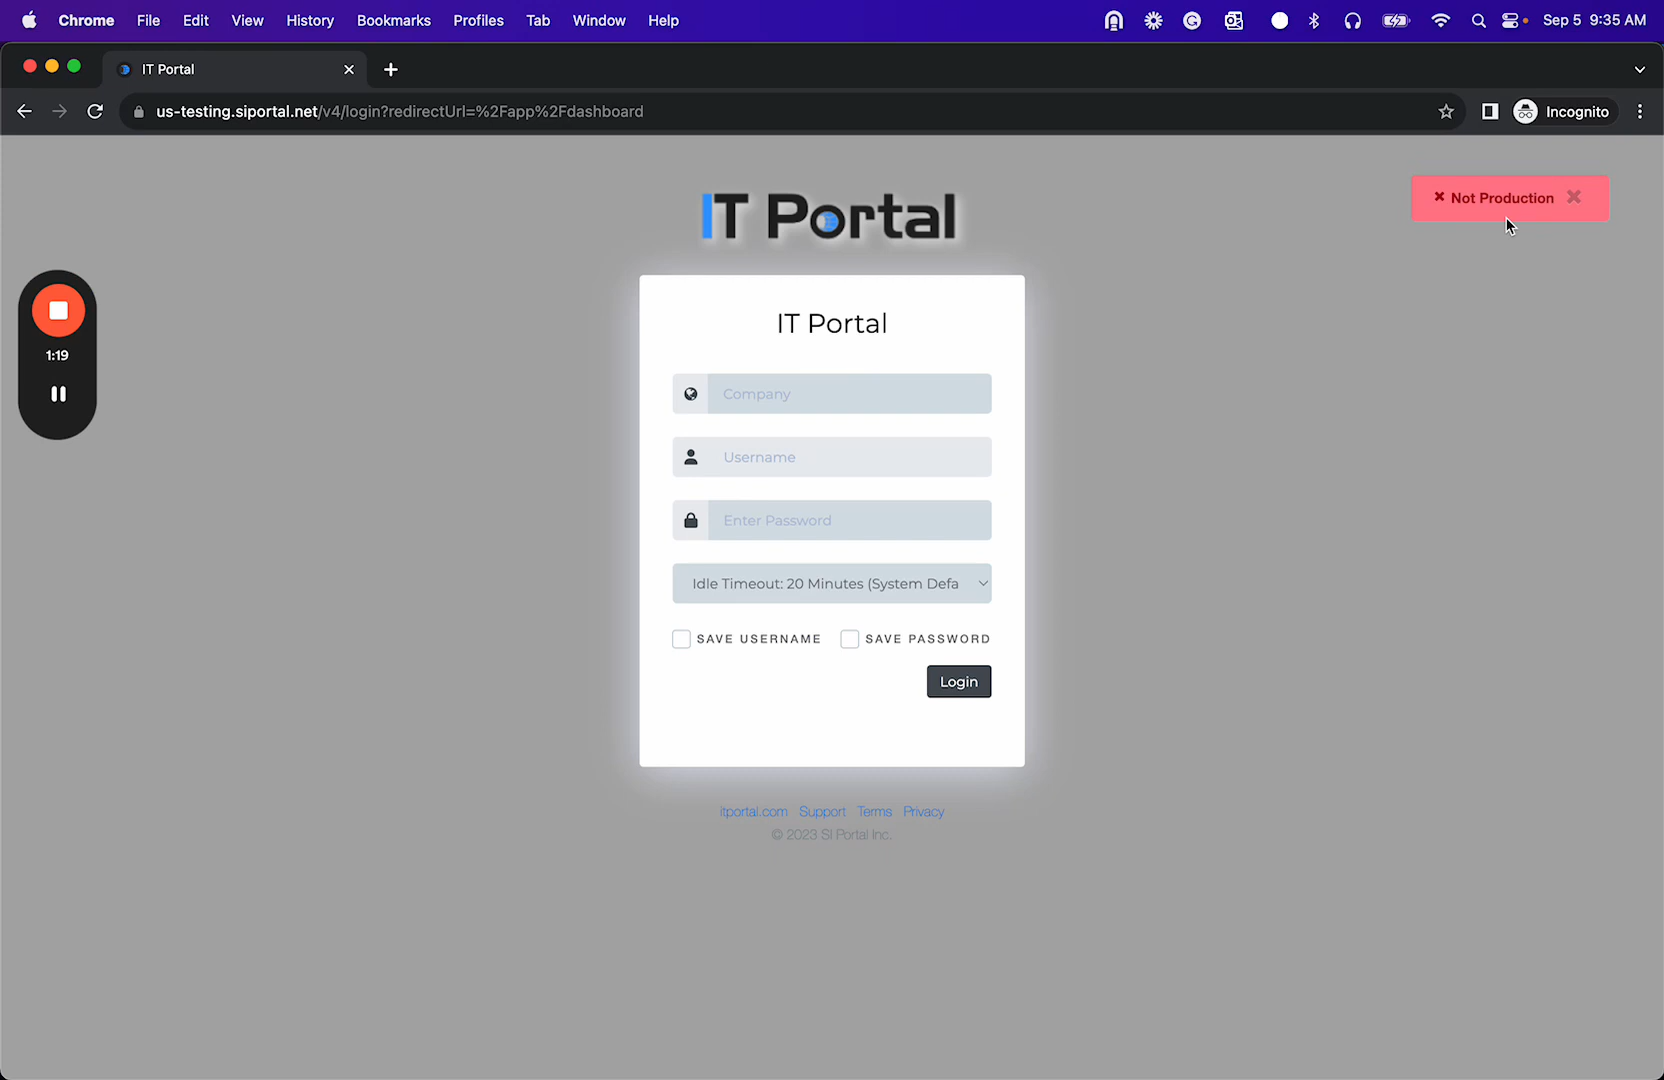 Chrome File Edit View History Bookmarks Profiles Tab Window Help Sep 5 9:35 AM
IT Portal
us-testing.siportal.net/v4/login?redirectUrl=%2Fapp%2Fdashboard Incognito
Not Production
IT Portal
1:19
IT Portal
Company
Username
Enter Password
Idle Timeout: 20 Minutes (System Defa
SAVE USERNAME SAVE PASSWORD
Login
itportal.com Support Terms Privacy
© 2023 SI Portal Inc.